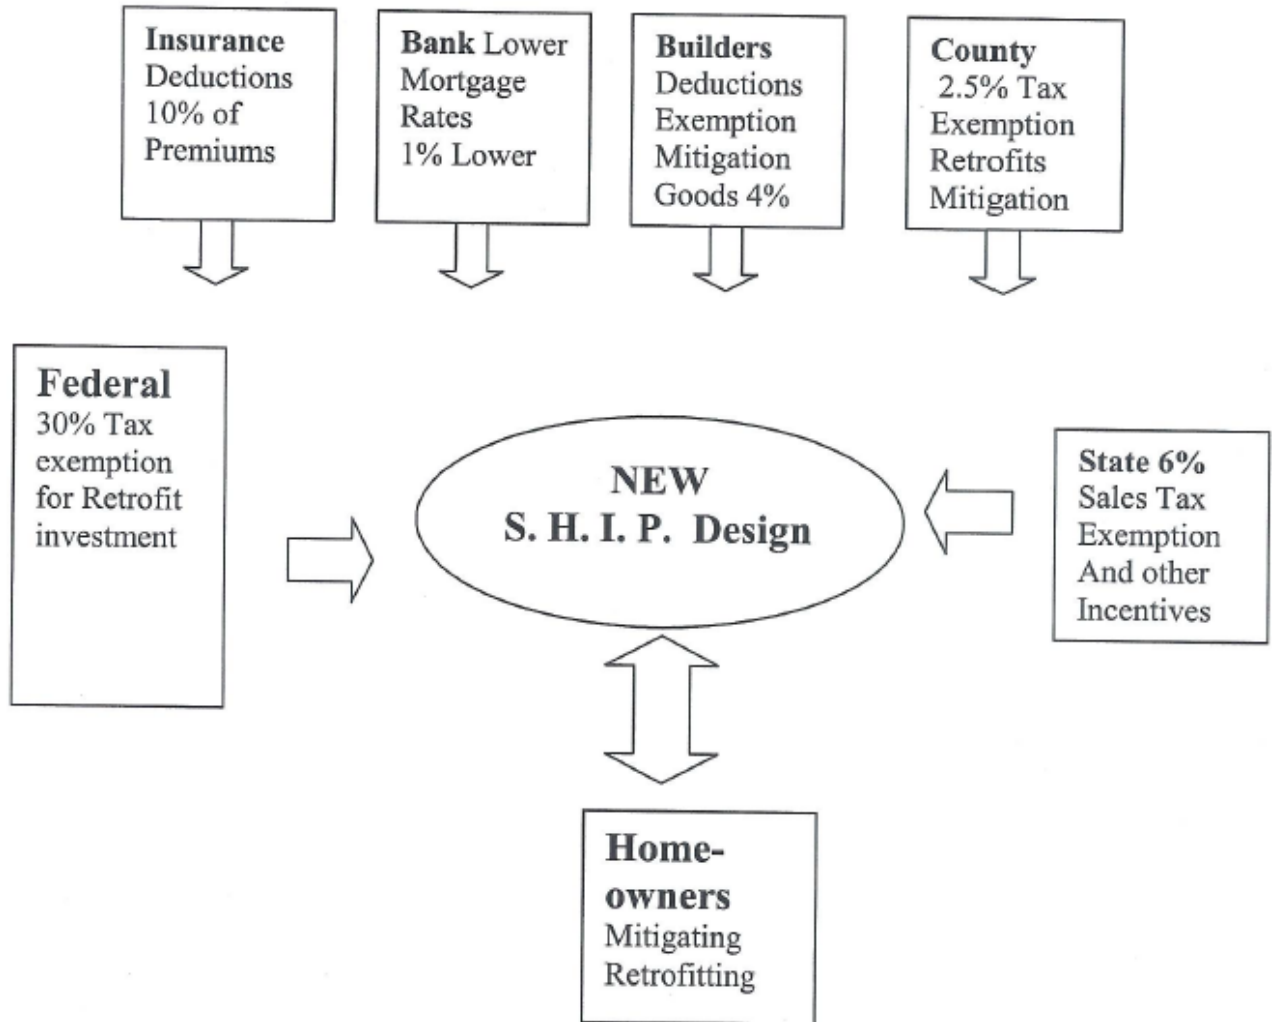 Insurance
Deductions
10% of
Premiums
Bank Lower
Mortgage
Rates
1% Lower
Builders
Deductions
Exemption
Mitigation
Goods 4%
County
2.5% Tax
Exemption
Retrofits
Mitigation
Federal
30% Tax
exemption
for Retrofit
investment
NEW
S. H. I. P. Design
State 6%
Sales Tax
Exemption
And other
Incentives
Home-
owners
Mitigating
Retrofitting